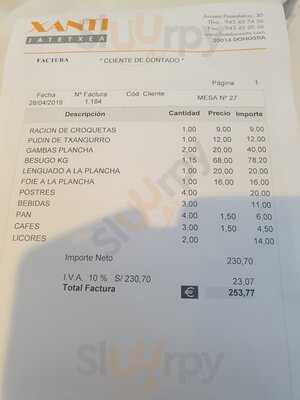 XANTI
JATETXEA
20014 DONOSTIA
FACTURA " CLIENTE DE CONTADO "
Página 1
Fecha Nº Factura Cód Cliente
28/04/2018 1.184 MESA Nº 27
Descripción Cantidad Precio Importe
RACION DE CROQUETAS 1,00 9,00 9,00
PUDIN DE TXANGURRO 1,00 12,00 12,00
GAMBAS PLANCHA 2,00 20,00 40,00
BESUGO KG 1,15 68,00 78,20
LENGUADO A LA PLANCHA 1,00 20,00 20,00
FOIE A LA PLANCHA 1,00 16,00 16,00
POSTRES 4,00 20,00
BEBIDAS 3,00 11,00
PAN 4,00 1,50 6,00
CAFES 3,00 1,50 4,50
LICORES 2,00 14,00
Importe Neto 230,70
I.V.A. 10 % S/ 230,70 23,07
Total Factura € 253,77
sluurpy
sluurpy
sluurpy